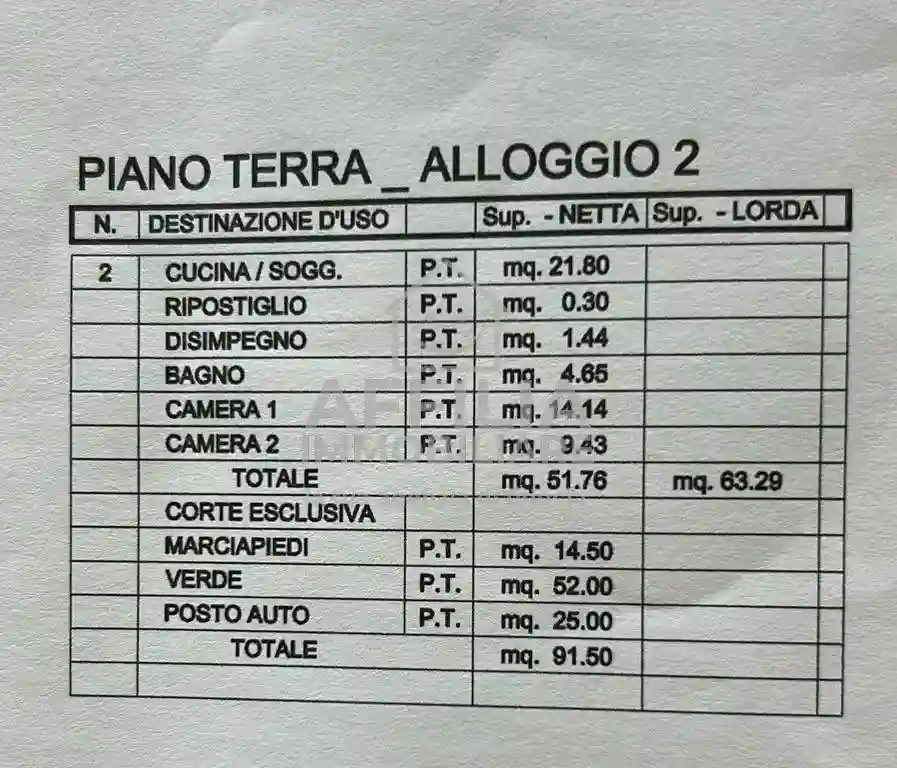 PIANO TERRA _ ALLOGGIO 2
N. DESTINAZIONE D'USO Sup. - NETTA Sup. - LORDA
2 CUCINA / SOGG. P.T. mq. 21.80
RIPOSTIGLIO P.T. mq. 0.30
DISIMPEGNO P.T. mq. 1.44
BAGNO P.T. mq. 4.65
CAMERA 1 P.T. mq. 14.14
CAMERA 2 P.T. mq. 9.43
TOTALE mq. 51.76 mq. 63.29
CORTE ESCLUSIVA
MARCIAPIEDI P.T. mq. 14.50
VERDE P.T. mq. 52.00
POSTO AUTO P.T. mq. 25.00
TOTALE mq. 91.50
AFFILIA